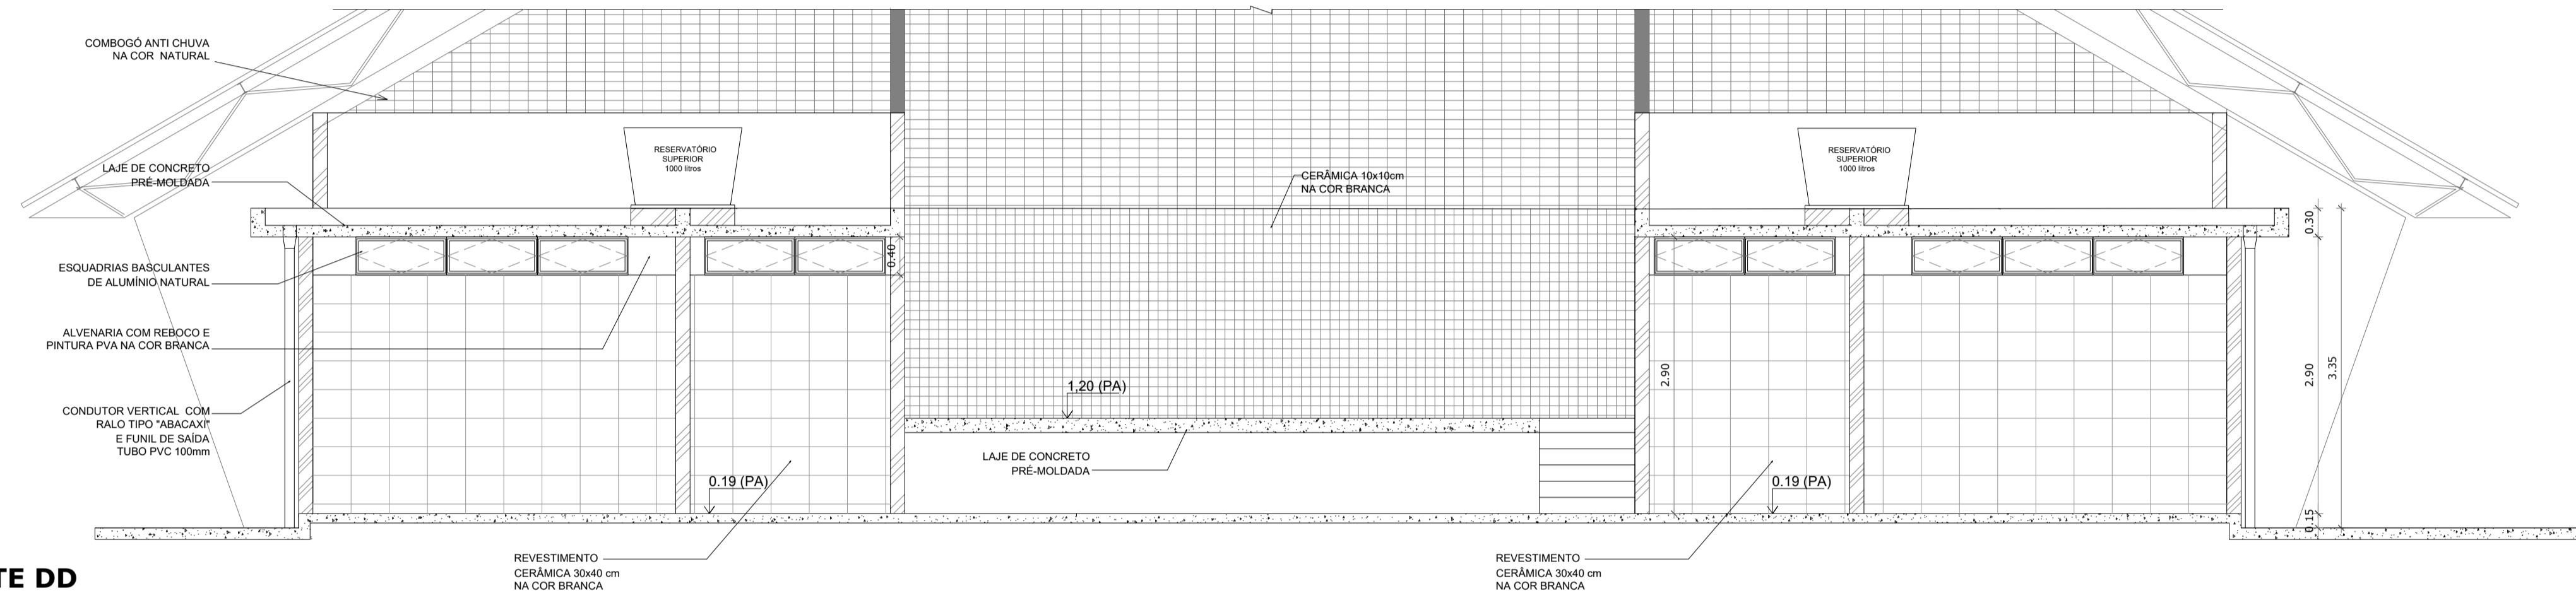 COMBOGÓ ANTI CHUVA
NA COR NATURAL
LAJE DE CONCRETO
PRÉ-MOLDADA
ESQUADRIAS BASCULANTES
DE ALUMÍNIO NATURAL
ALVENARIA COM REBOCO E
PINTURA PVA NA COR BRANCA
CONDUTOR VERTICAL COM
RALO TIPO "ABACAXI"
E FUNIL DE SAÍDA
TUBO PVC 100mm
RESERVATÓRIO
SUPERIOR
1000 litros
0.40
CERÂMICA 10x10cm
NA COR BRANCA
1,20 (PA)
LAJE DE CONCRETO
PRÉ-MOLDADA
0.19 (PA)
REVESTIMENTO
CERÂMICA 30x40 cm
NA COR BRANCA
RESERVATÓRIO
SUPERIOR
1000 litros
2.90
0.19 (PA)
REVESTIMENTO
CERÂMICA 30x40 cm
NA COR BRANCA
0.30
2.90
3.35
0.15
TE DD